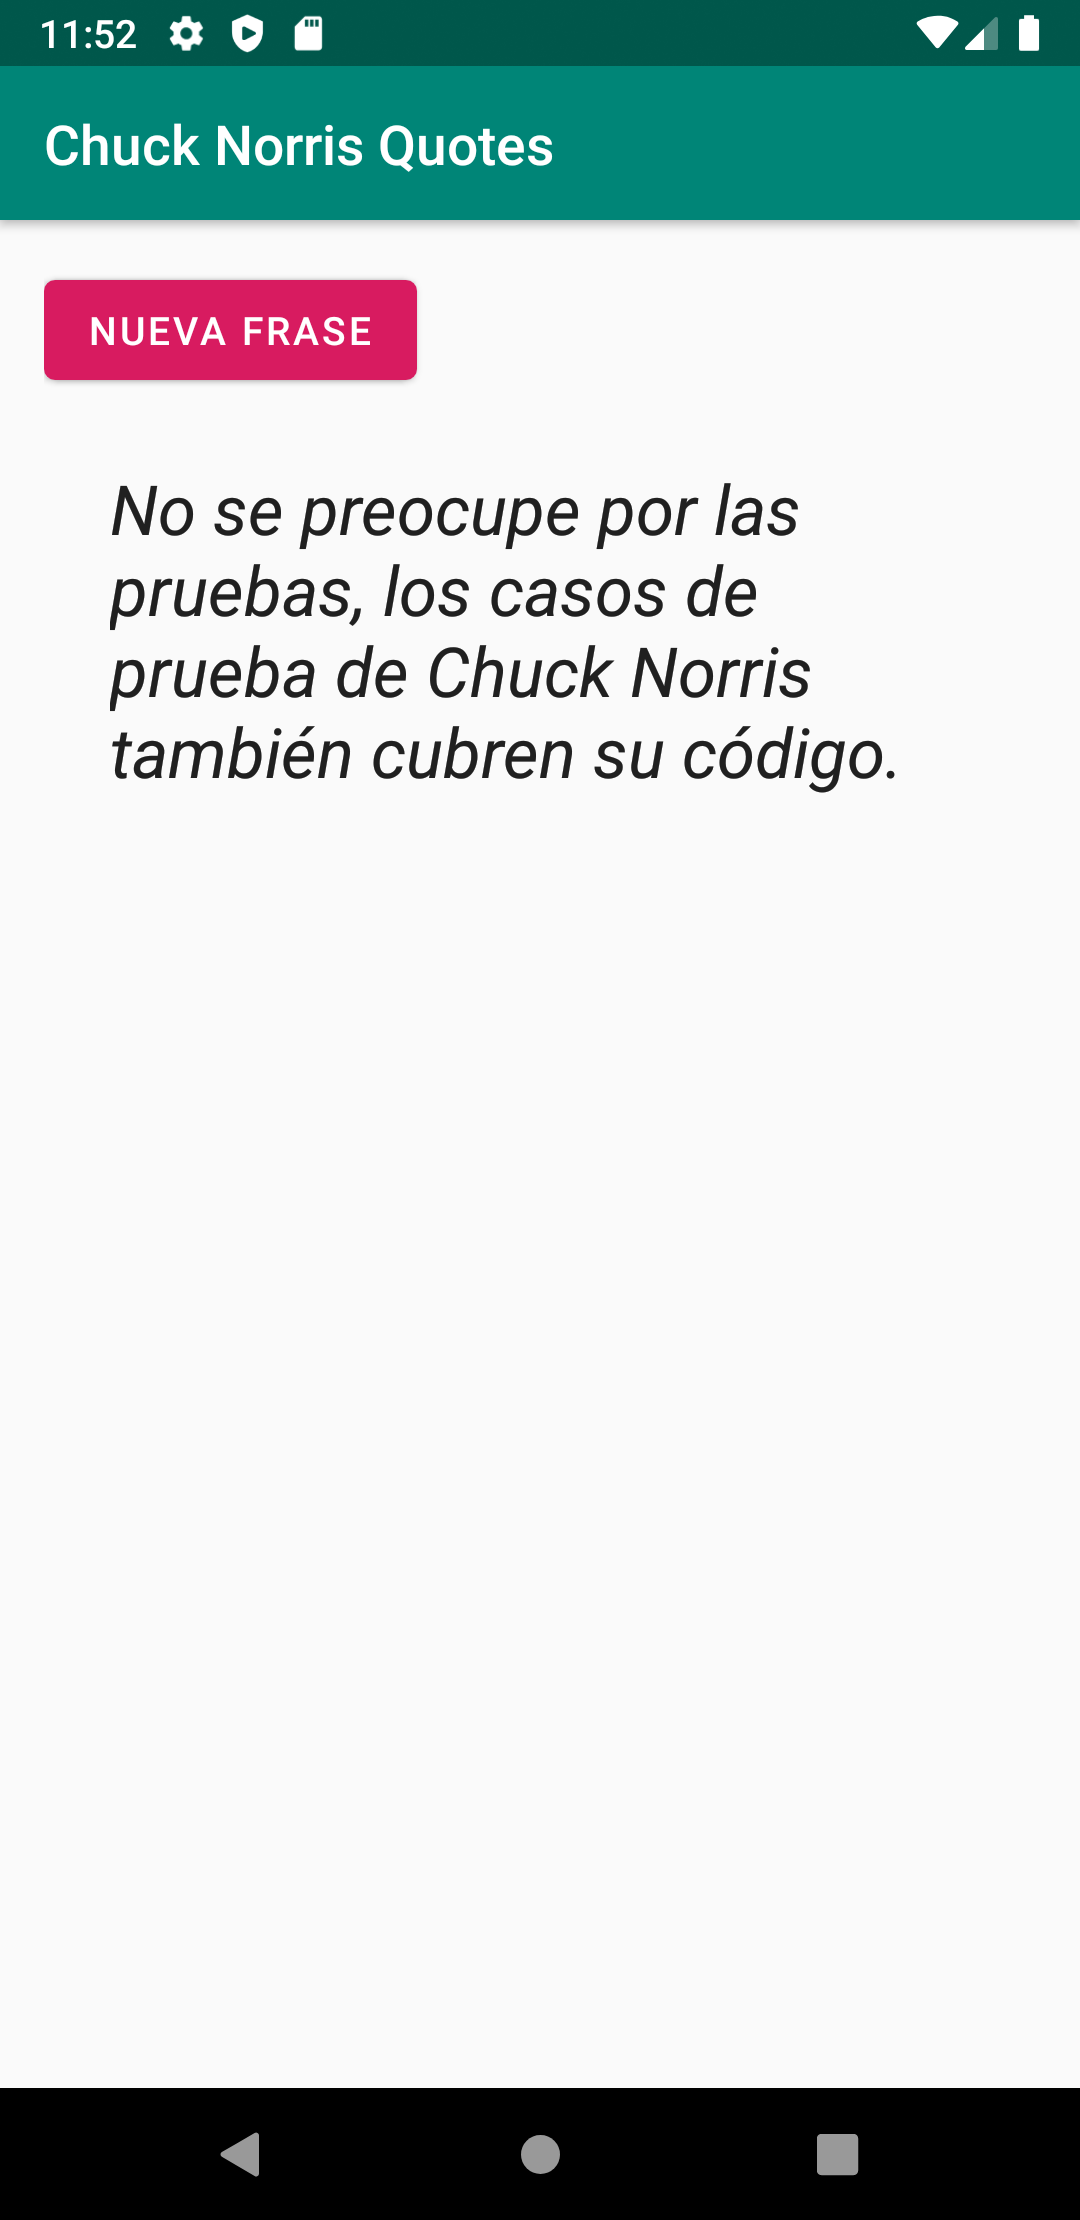 11:52
Chuck Norris Quotes
NUEVA FRASE
No se preocupe por las
pruebas, los casos de
prueba de Chuck Norris
también cubren su código.